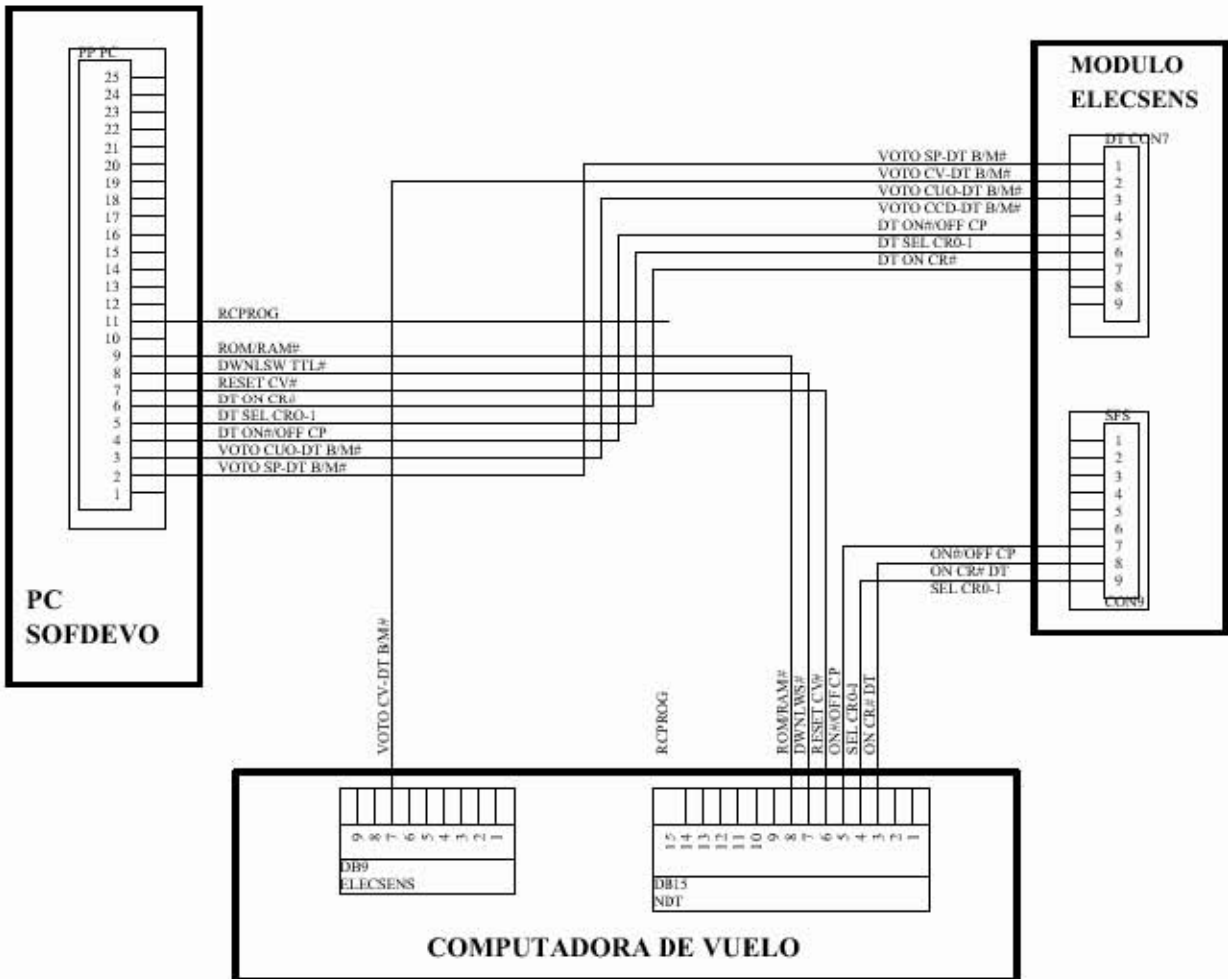 PP PC
25
24
23
22
21
20
19
18
17
16
15
14
13
12
11
10
9
8
7
6
5
4
3
2
1
PC
SOFDEVO
RCPROG
ROM/RAM#
DWNLSW TTL#
RESET CV#
DT ON CR#
DT SEL CRO-1
DT ON#/OFF CP
VOTO CUO-DT B/M#
VOTO SP-DT B/M#
MODULO
ELECSENS
DT CON7
VOTO SP-DT B/M#
VOTO CV-DT B/M#
VOTO CUO-DT B/M#
VOTO CCD-DT B/M#
DT ON#/OFF CP
DT SEL CR0-1
DT ON CR#
1
2
3
4
5
6
7
8
9
SFS
1
2
3
4
5
6
7
8
9
CON9
ON#/OFF CP
ON CR# DT
SEL CR0-1
VOTO CV-DT B/M#
RCPROG
ROM/RAM#
DWNLWS#
RESET CV#
ON#/OFF CP
SEL CR0-1
ON CR# DT
9 8 7 6 5 4 3 2 1
DB9
ELECSENS
15 14 13 12 11 10 9 8 7 6 5 4 3 2 1
DB15
NDT
COMPUTADORA DE VUELO